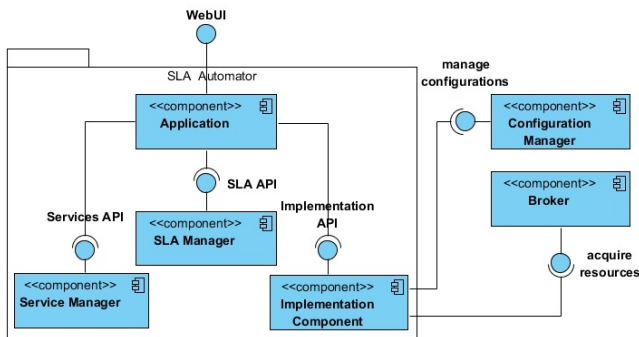 WebUI
manage
configurations
SLA Automator
<<component>>
Application
<<component>>
Configuration
Manager
SLA API
<<component>>
Broker
Services API
Implementation
API
<<component>>
SLA Manager
acquire
resources
<<component>>
Service Manager
<<component>>
Implementation
Component